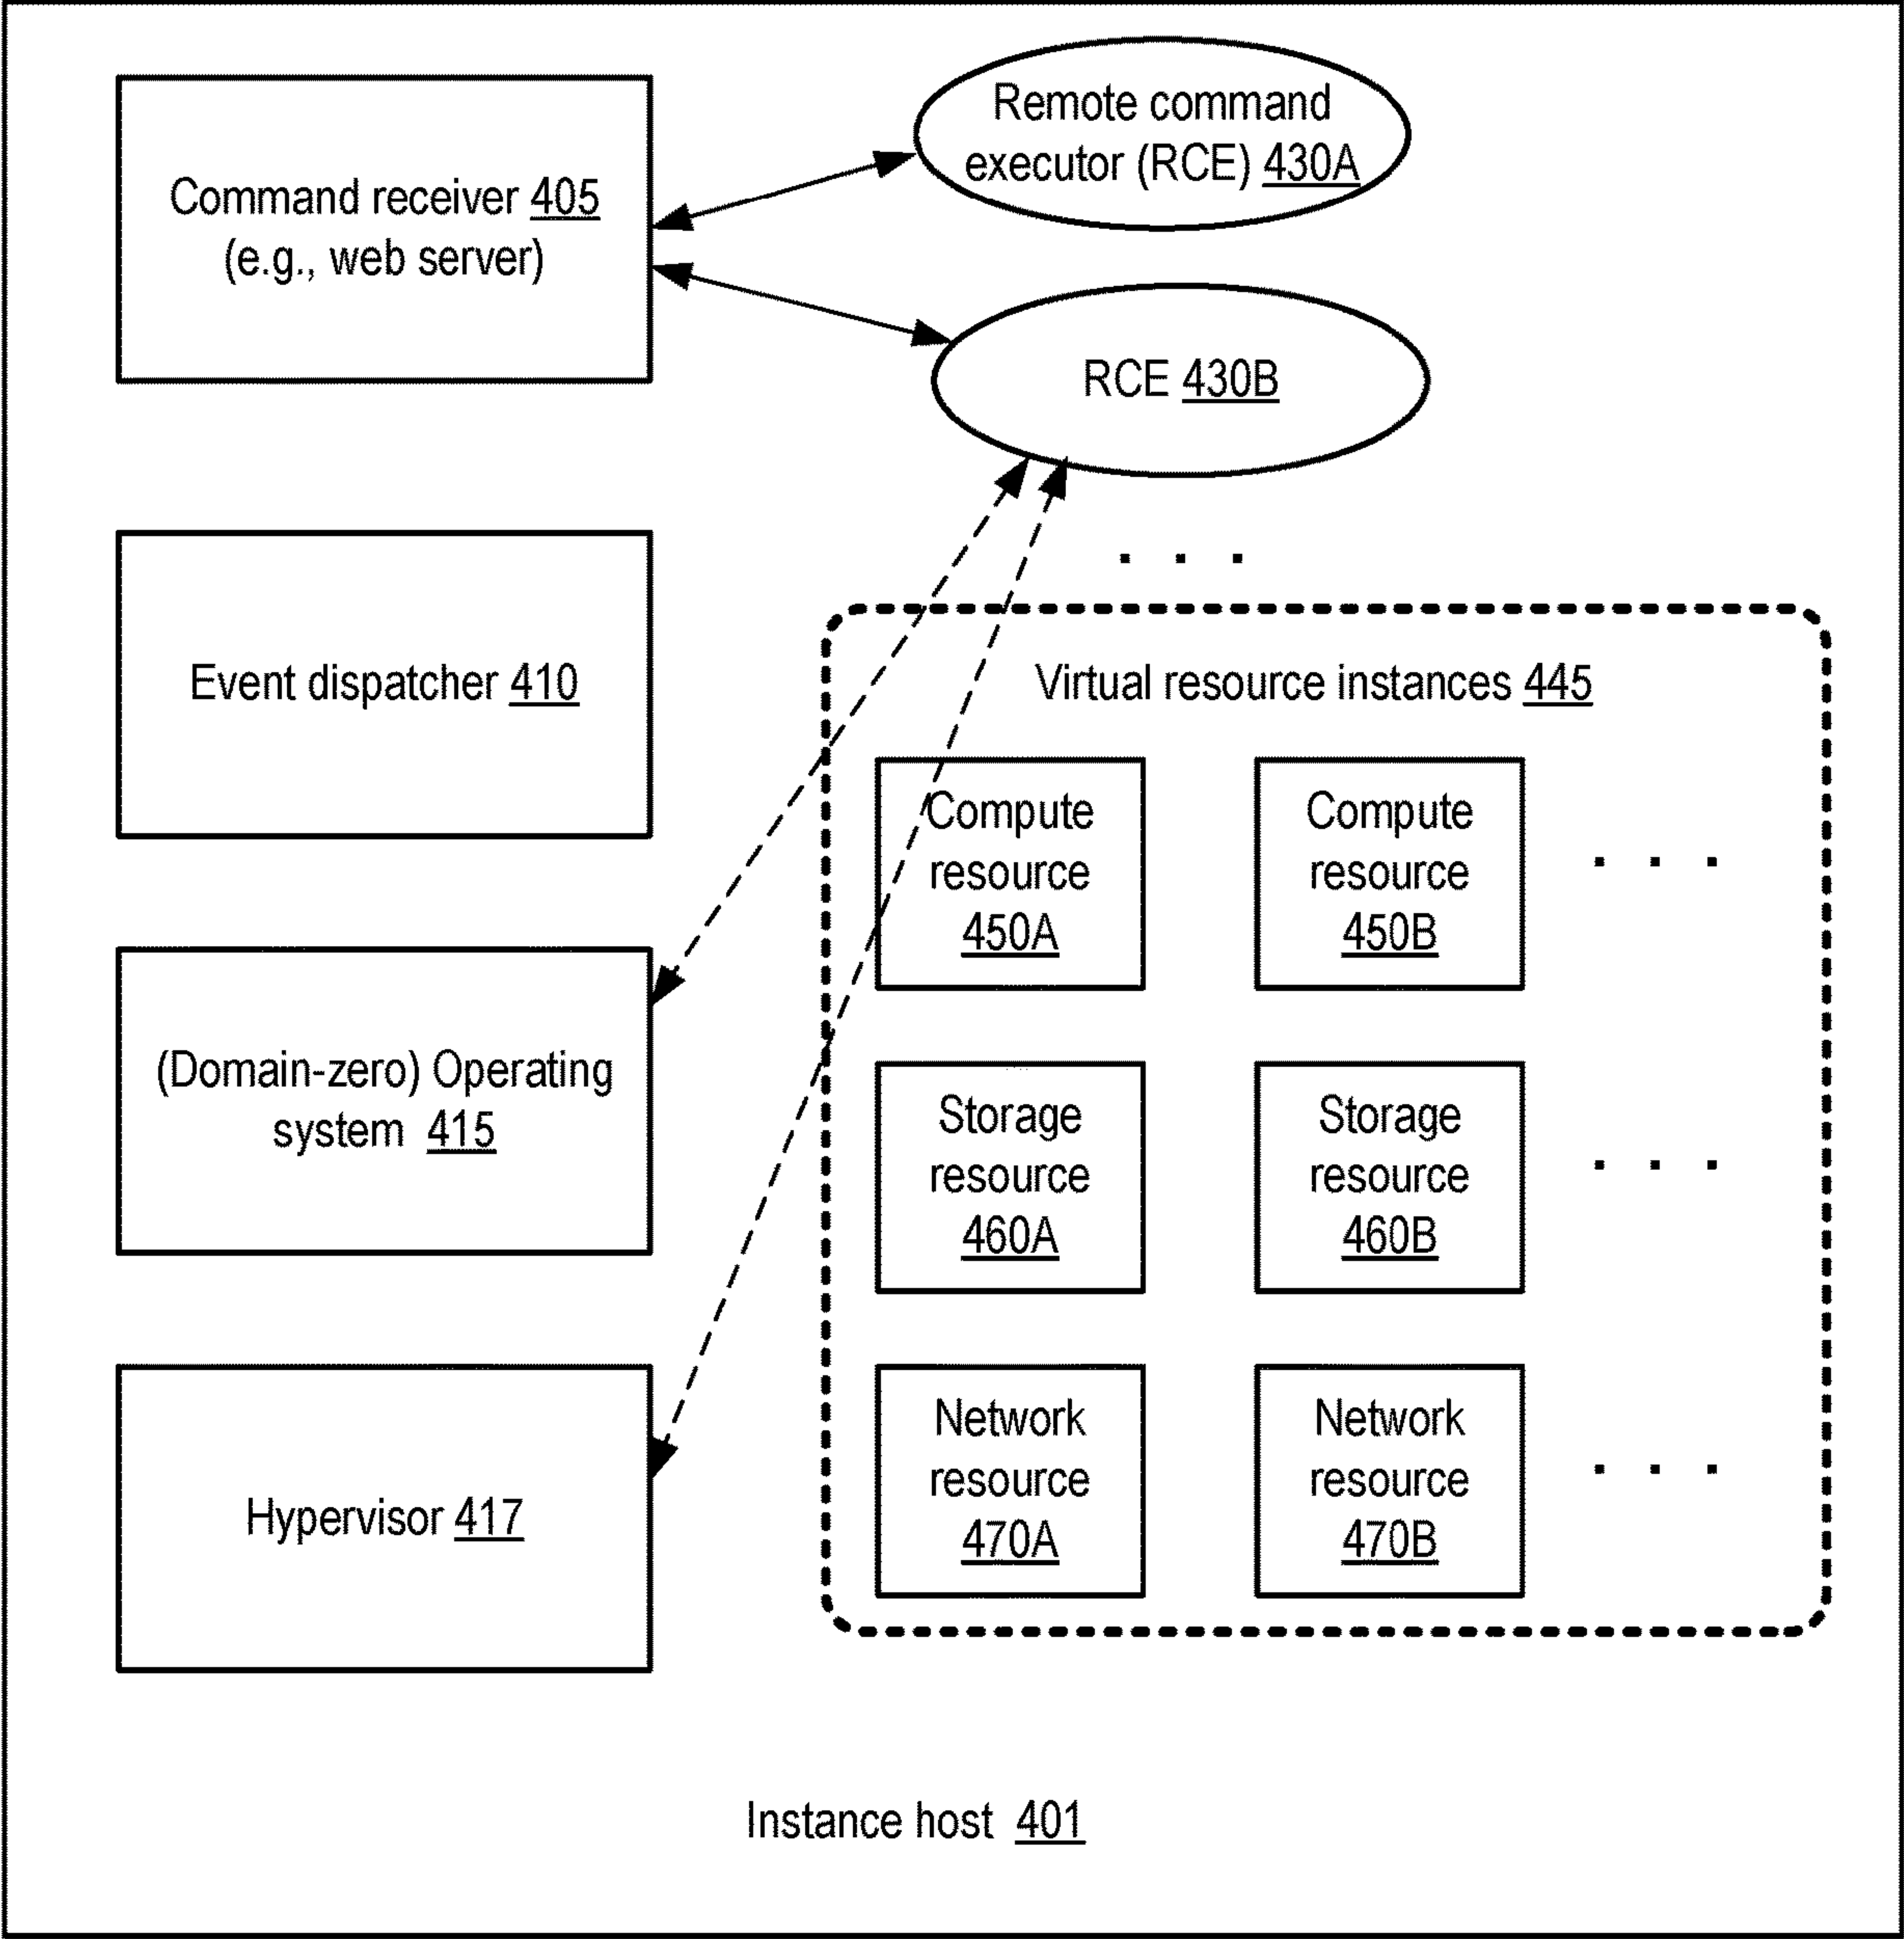 Remote command
executor (RCE) 430A
Command receiver 405
(e.g., web server)
RCE 430B
. . .
Event dispatcher 410
Virtual resource instances 445
Compute
resource
450A
Compute
resource
450B
. . .
(Domain-zero) Operating
system 415
Storage
resource
460A
Storage
resource
460B
. . .
Hypervisor 417
Network
resource
470A
Network
resource
470B
. . .
Instance host 401